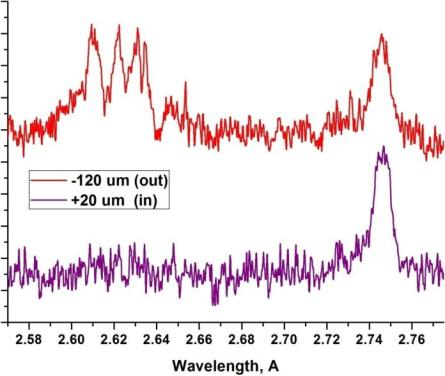 -120 um (out)
+20 um (in)
2.58 2.60 2.62 2.64 2.66 2.68 2.70 2.72 2.74 2.76
Wavelength, A